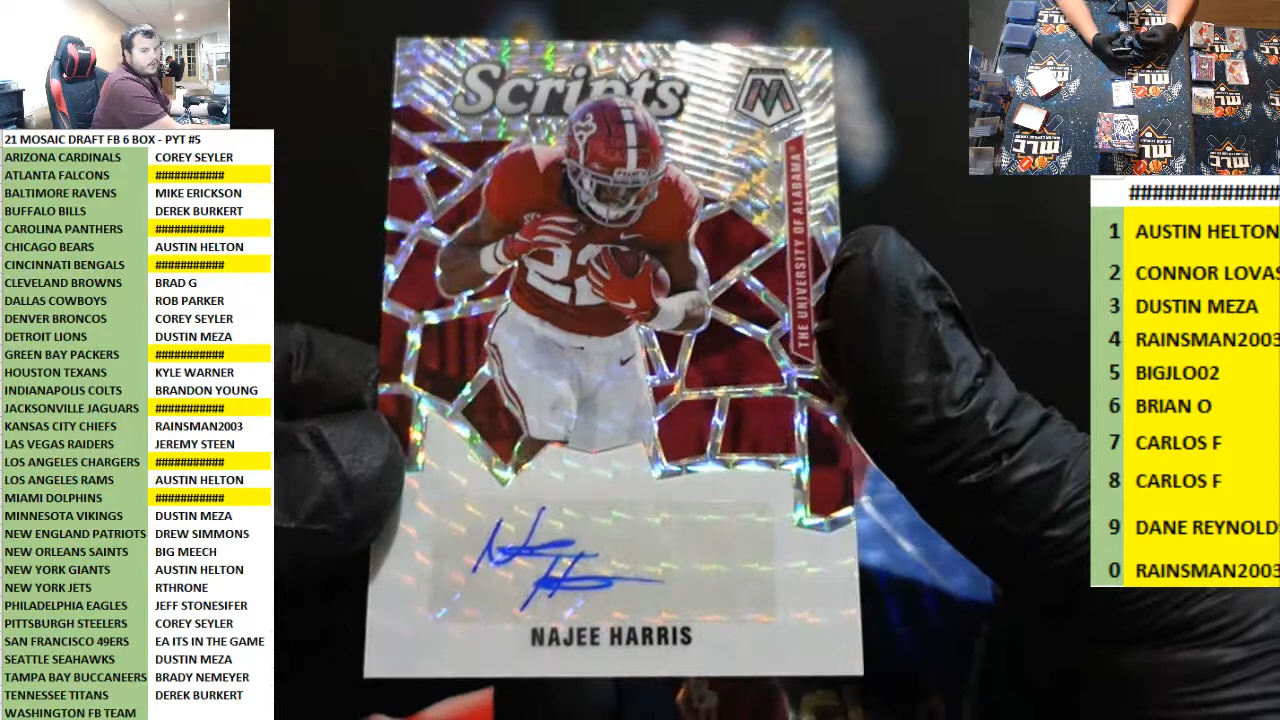 21 MOSAIC DRAFT FB 6 BOX - PYT #5
ARIZONA CARDINALS COREY SEYLER
ATLANTA FALCONS ###########
BALTIMORE RAVENS MIKE ERICKSON
BUFFALO BILLS DEREK BURKERT
CAROLINA PANTHERS ###########
CHICAGO BEARS AUSTIN HELTON
CINCINNATI BENGALS ###########
CLEVELAND BROWNS BRAD G
DALLAS COWBOYS ROB PARKER
DENVER BRONCOS COREY SEYLER
DETROIT LIONS DUSTIN MEZA
GREEN BAY PACKERS ###########
HOUSTON TEXANS KYLE WARNER
INDIANAPOLIS COLTS BRANDON YOUNG
JACKSONVILLE JAGUARS ###########
KANSAS CITY CHIEFS RAINSMAN2003
LAS VEGAS RAIDERS JEREMY STEEN
LOS ANGELES CHARGERS ###########
LOS ANGELES RAMS AUSTIN HELTON
MIAMI DOLPHINS ###########
MINNESOTA VIKINGS DUSTIN MEZA
NEW ENGLAND PATRIOTS DREW SIMMONS
NEW ORLEANS SAINTS BIG MEECH
NEW YORK GIANTS AUSTIN HELTON
NEW YORK JETS RTHRONE
PHILADELPHIA EAGLES JEFF STONESIFER
PITTSBURGH STEELERS COREY SEYLER
SAN FRANCISCO 49ERS EA ITS IN THE GAME
SEATTLE SEAHAWKS DUSTIN MEZA
TAMPA BAY BUCCANEERS BRADY NEMEYER
TENNESSEE TITANS DEREK BURKERT
WASHINGTON FB TEAM
Scripts
THE UNIVERSITY OF ALABAMA
22
NAJEE HARRIS
MLC
MLC
MLC
MLC
##############
1 AUSTIN HELTON
2 CONNOR LOVAS
3 DUSTIN MEZA
4 RAINSMAN2003
5 BIGJLO02
6 BRIAN O
7 CARLOS F
8 CARLOS F
9 DANE REYNOLD
0 RAINSMAN2003